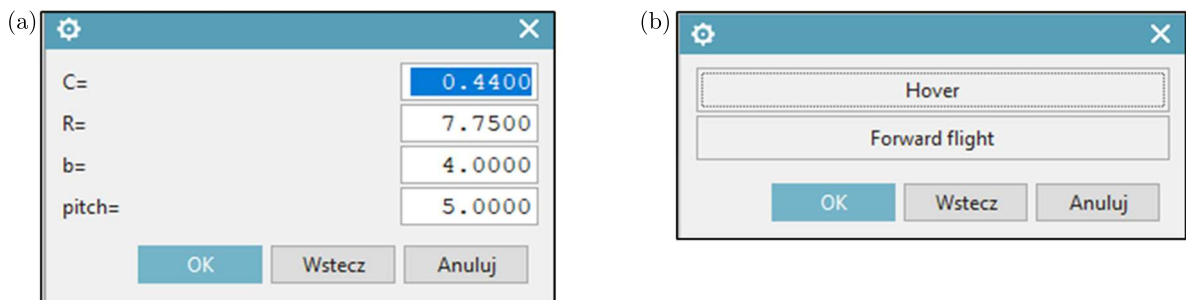 (a)
C= 0.4400
R= 7.7500
b= 4.0000
pitch= 5.0000
OK Wstecz Anuluj
(b)
Hover
Forward flight
OK Wstecz Anuluj